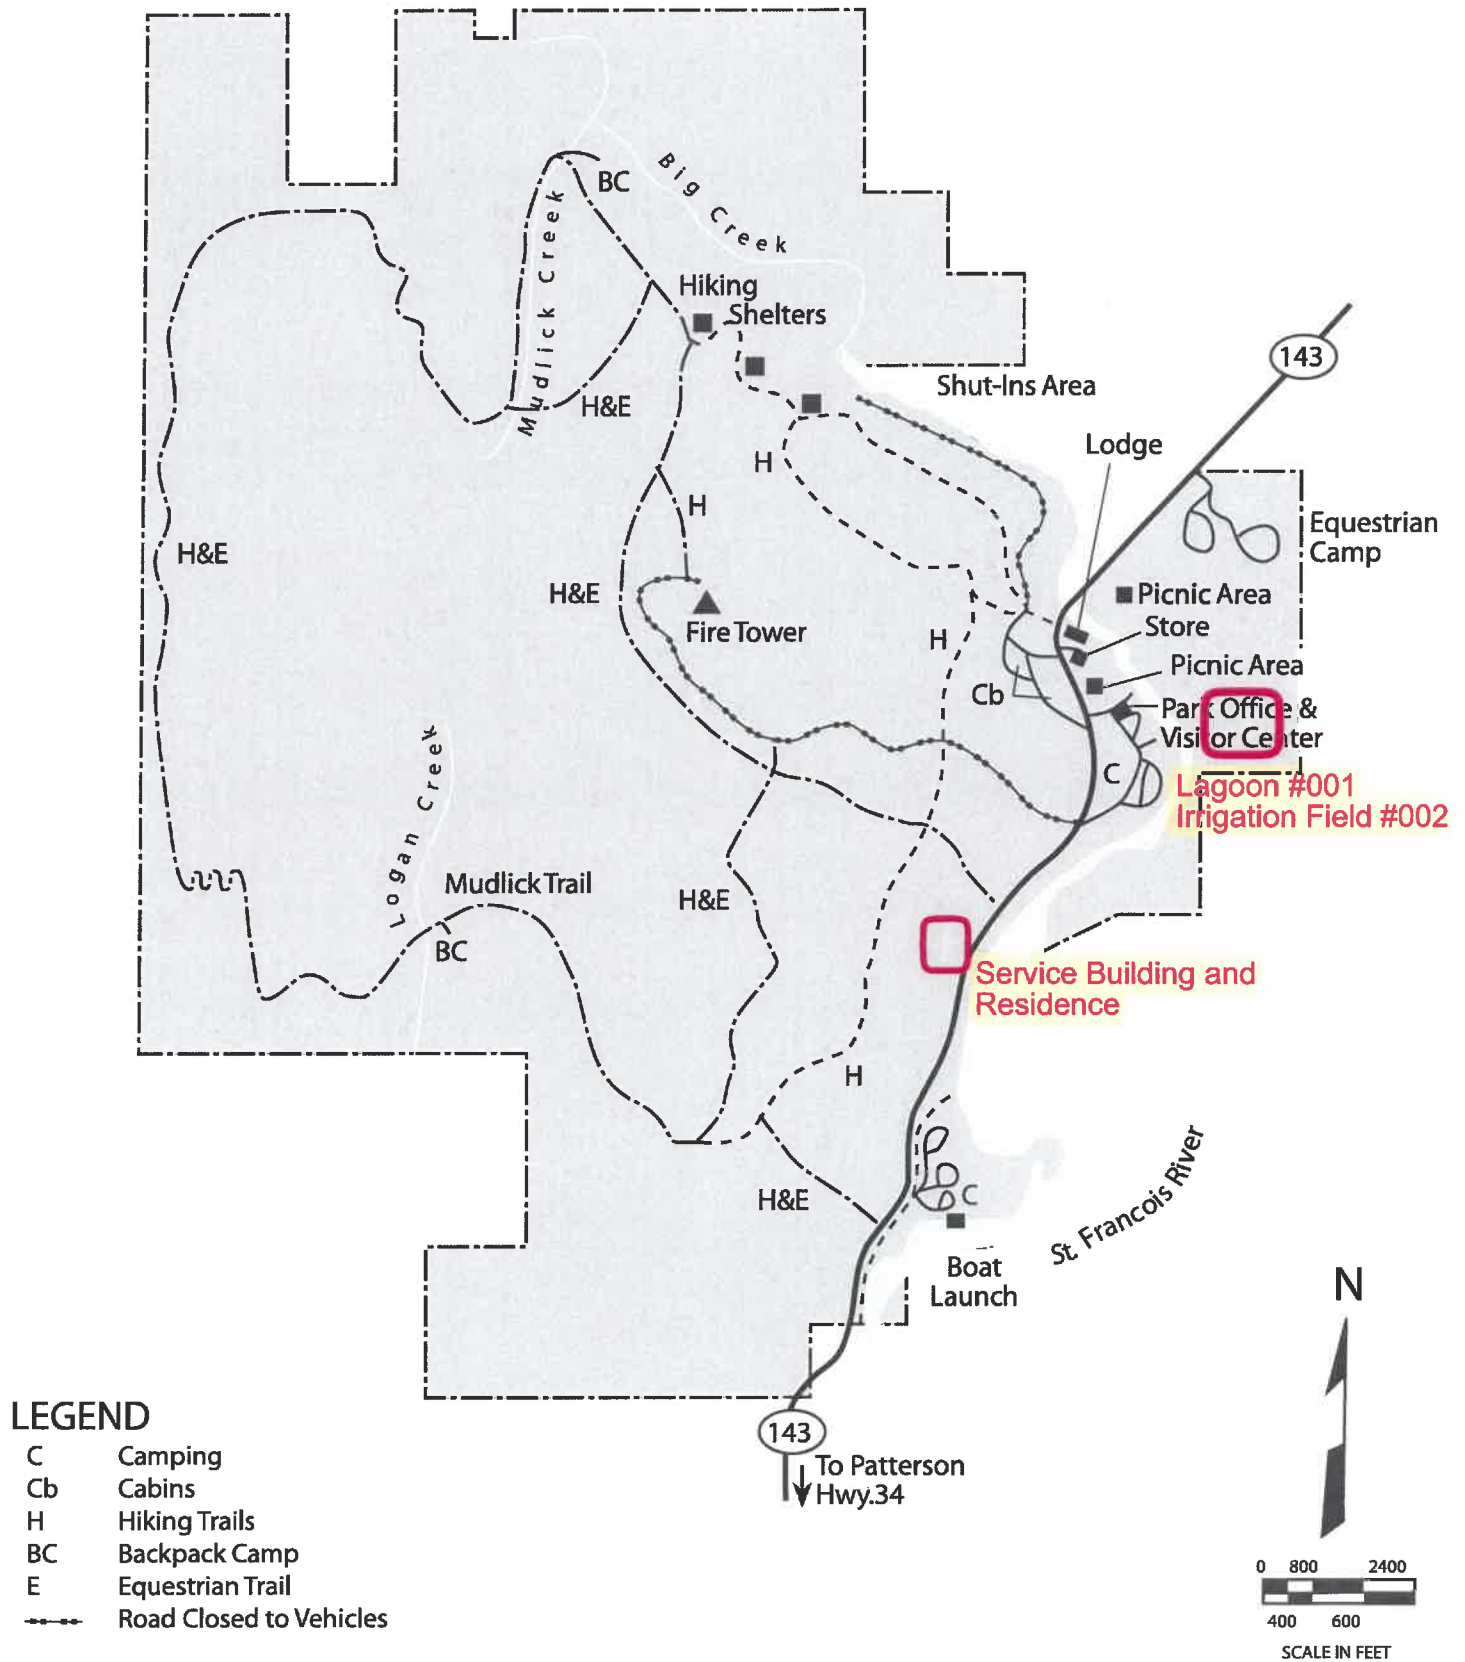 BC
Big Creek
Mudlick Creek
Hiking
Shelters
143
Shut-Ins Area
H&E
Lodge
H
H
Equestrian
Camp
H&E
H&E
Picnic Area
Fire Tower
Store
H
Picnic Area
Cb
Park Office &
Visitor Center
C
Lagoon #001
Irrigation Field #002
Logan Creek
Mudlick Trail
H&E
BC
Service Building and
Residence
H
St. Francois River
H&E
C
Boat
Launch
N
LEGEND
C Camping
Cb Cabins
H Hiking Trails
BC Backpack Camp
E Equestrian Trail
Road Closed to Vehicles
143
To Patterson
Hwy.34
0 800 2400
400 600
SCALE IN FEET